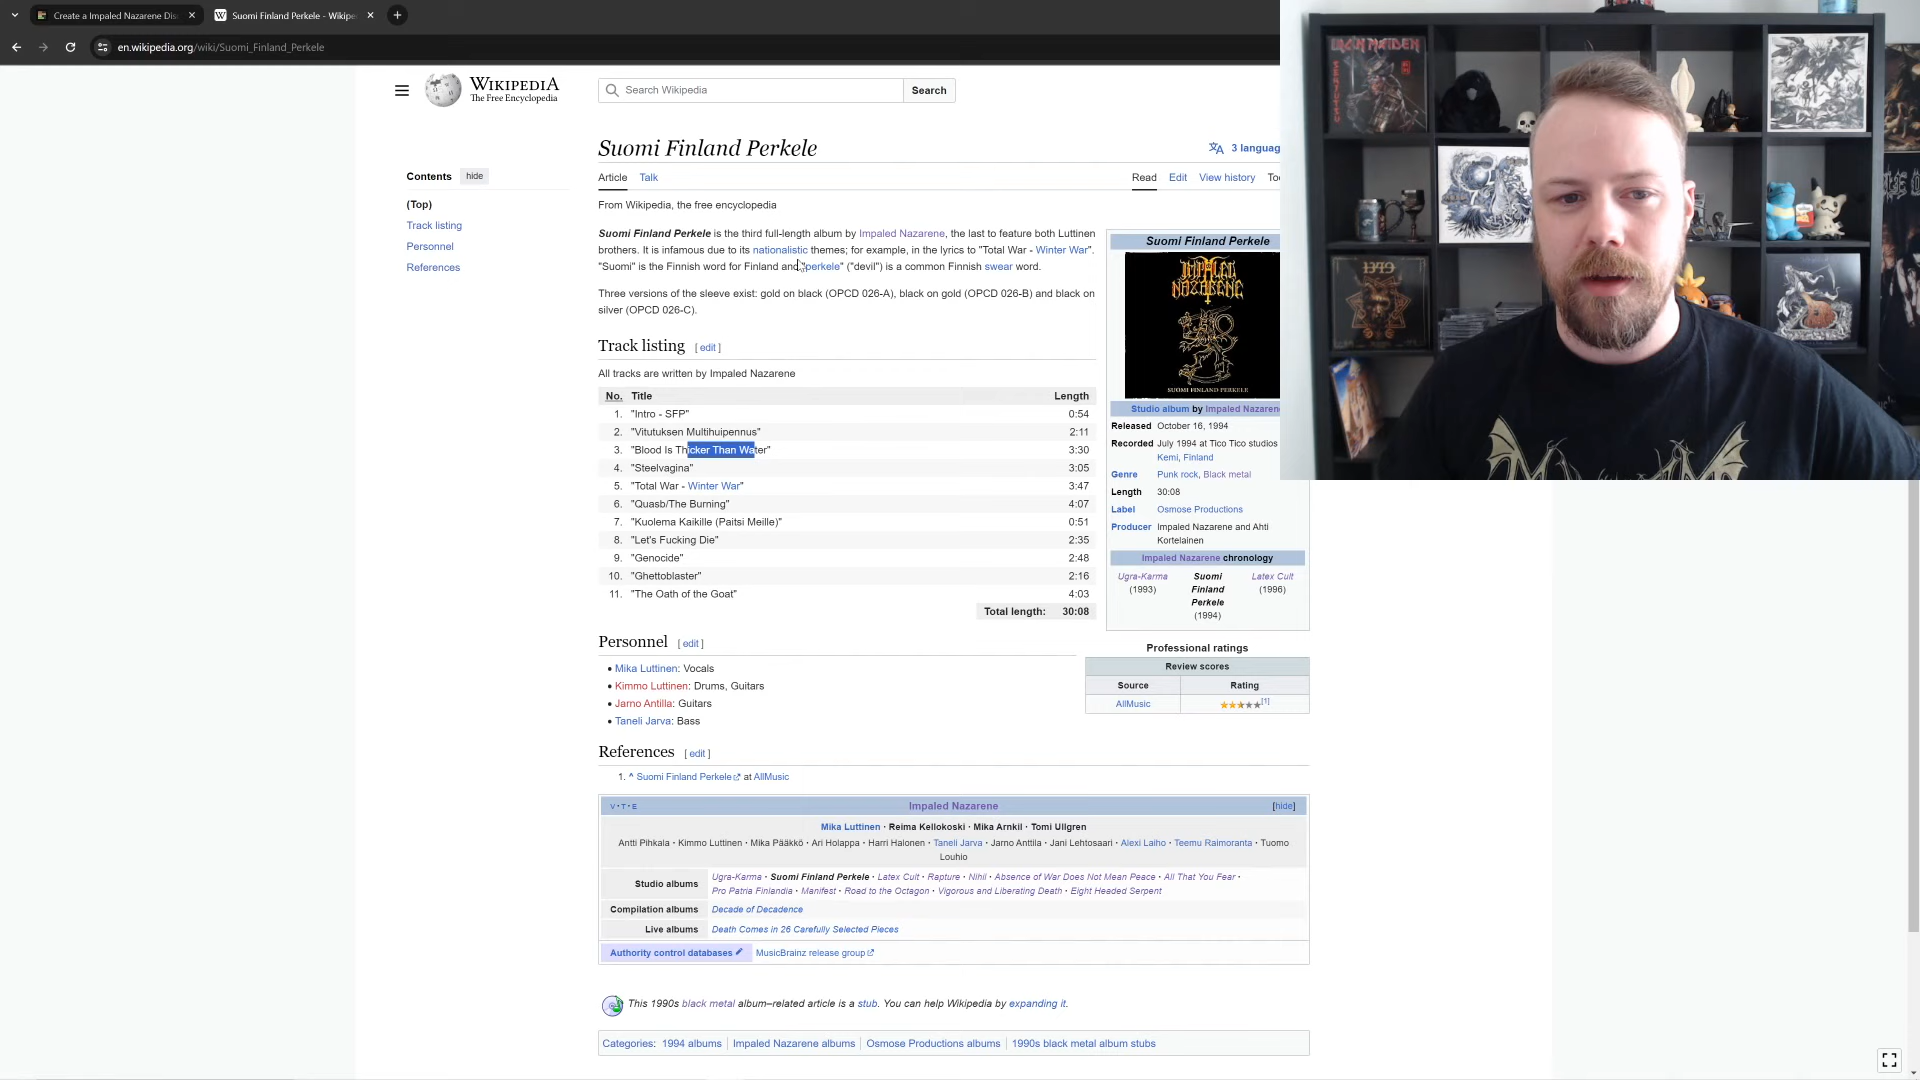 Create a Impaled Nazarene Dis
Suomi Finland Perkele - Wikipe
en.wikipedia.org/wiki/Suomi_Finland_Perkele
WIKIPEDIA
The Free Encyclopedia
Search Wikipedia
Search
Suomi Finland Perkele
3 languag
Contents hide
(Top)
Track listing
Personnel
References
Article Talk
Read Edit View history Too
From Wikipedia, the free encyclopedia
Suomi Finland Perkele is the third full-length album by Impaled Nazarene, the last to feature both Luttinen
brothers. It is infamous due to its nationalistic themes; for example, in the lyrics to "Total War - Winter War".
"Suomi" is the Finnish word for Finland and "perkele" ("devil") is a common Finnish swear word.
Three versions of the sleeve exist: gold on black (OPCD 026-A), black on gold (OPCD 026-B) and black on
silver (OPCD 026-C).
Track listing [ edit ]
All tracks are written by Impaled Nazarene
No. Title Length
1. "Intro - SFP" 0:54
2. "Vitutuksen Multihuipennus" 2:11
3. "Blood Is Thicker Than Water" 3:30
4. "Steelvagina" 3:05
5. "Total War - Winter War" 3:47
6. "Quasb/The Burning" 4:07
7. "Kuolema Kaikille (Paitsi Meille)" 0:51
8. "Let's Fucking Die" 2:35
9. "Genocide" 2:48
10. "Ghettoblaster" 2:16
11. "The Oath of the Goat" 4:03
Total length: 30:08
Suomi Finland Perkele
IMPALED
NAZARENE
SUOMI FINLAND PERKELE
Studio album by Impaled Nazaren
Released October 16, 1994
Recorded July 1994 at Tico Tico studios
Kemi, Finland
Genre Punk rock, Black metal
Length 30:08
Label Osmose Productions
Producer Impaled Nazarene and Ahti
Kortelainen
Impaled Nazarene chronology
Ugra-Karma
(1993)
Suomi
Finland
Perkele
(1994)
Latex Cult
(1996)
Professional ratings
Review scores
Source Rating
AllMusic [1]
Personnel [ edit ]
Mika Luttinen: Vocals
Kimmo Luttinen: Drums, Guitars
Jarno Antilla: Guitars
Taneli Jarva: Bass
References [ edit ]
1. ^ Suomi Finland Perkele at AllMusic
V·T·E Impaled Nazarene [hide]
Mika Luttinen · Reima Kellokoski · Mika Arnkil · Tomi Ullgren
Antti Pihkala · Kimmo Luttinen · Mika Pääkkö · Ari Holappa · Harri Halonen · Taneli Jarva · Jarno Anttila · Jani Lehtosaari · Alexi Laiho · Teemu Raimoranta · Tuomo
Louhio
Studio albums
Ugra-Karma · Suomi Finland Perkele · Latex Cult · Rapture · Nihil · Absence of War Does Not Mean Peace · All That You Fear ·
Pro Patria Finlandia · Manifest · Road to the Octagon · Vigorous and Liberating Death · Eight Headed Serpent
Compilation albums Decade of Decadence
Live albums Death Comes in 26 Carefully Selected Pieces
Authority control databases MusicBrainz release group
This 1990s black metal album–related article is a stub. You can help Wikipedia by expanding it.
Categories: 1994 albums Impaled Nazarene albums Osmose Productions albums 1990s black metal album stubs
IRON MAIDEN
SENJUTSU
1349